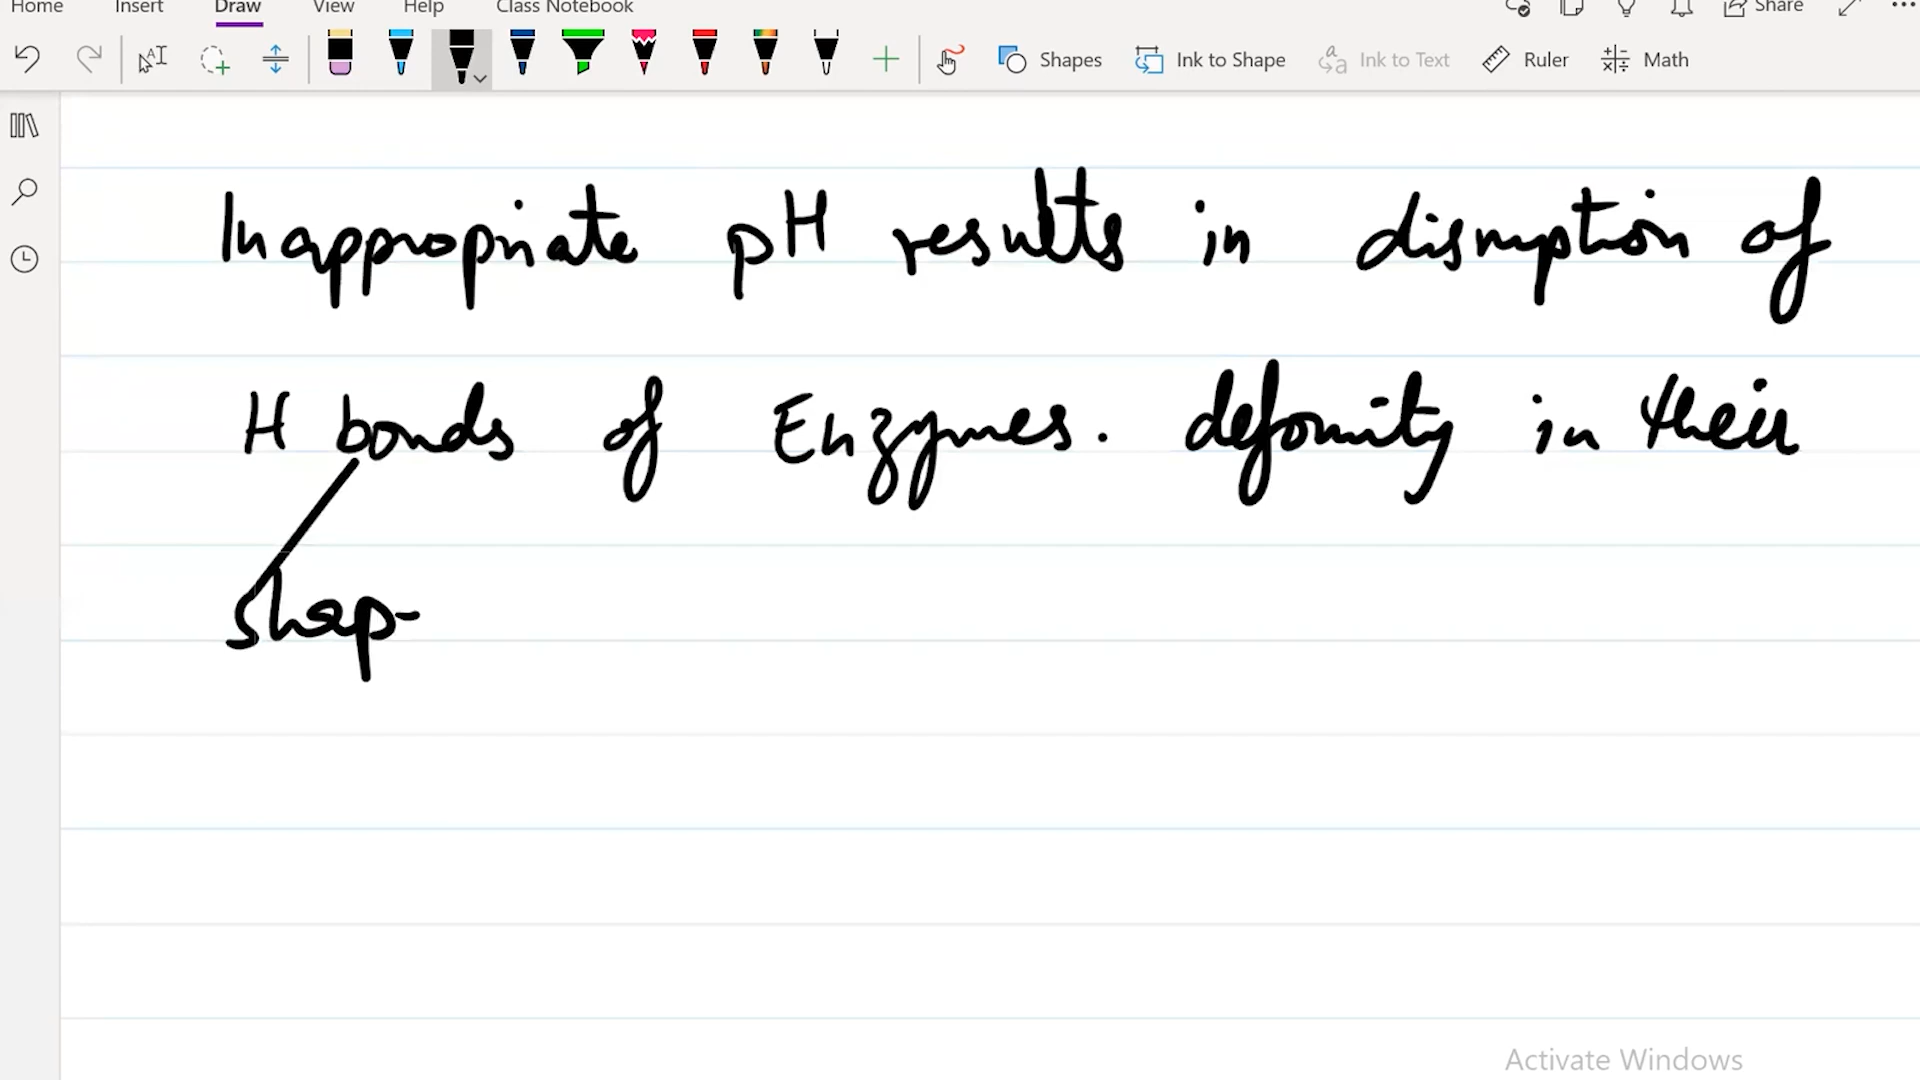 Home Insert Draw View Help Class Notebook Share
Shapes Ink to Shape Ink to Text Ruler Math
Inappropriate pH results in disruption of
H bonds of Enzymes. defomity in their
shap-
Activate Windows